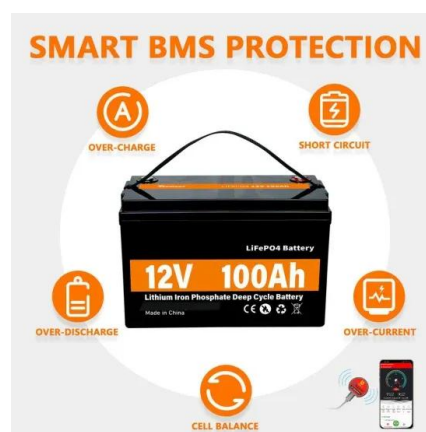 SMART BMS PROTECTION
A
OVER-CHARGE
SHORT CIRCUIT
LiFePO4 Battery
12V 100Ah
Lithium Iron Phosphate Deep Cycle Battery
Made in China
CE
OVER-DISCHARGE
OVER-CURRENT
CELL BALANCE